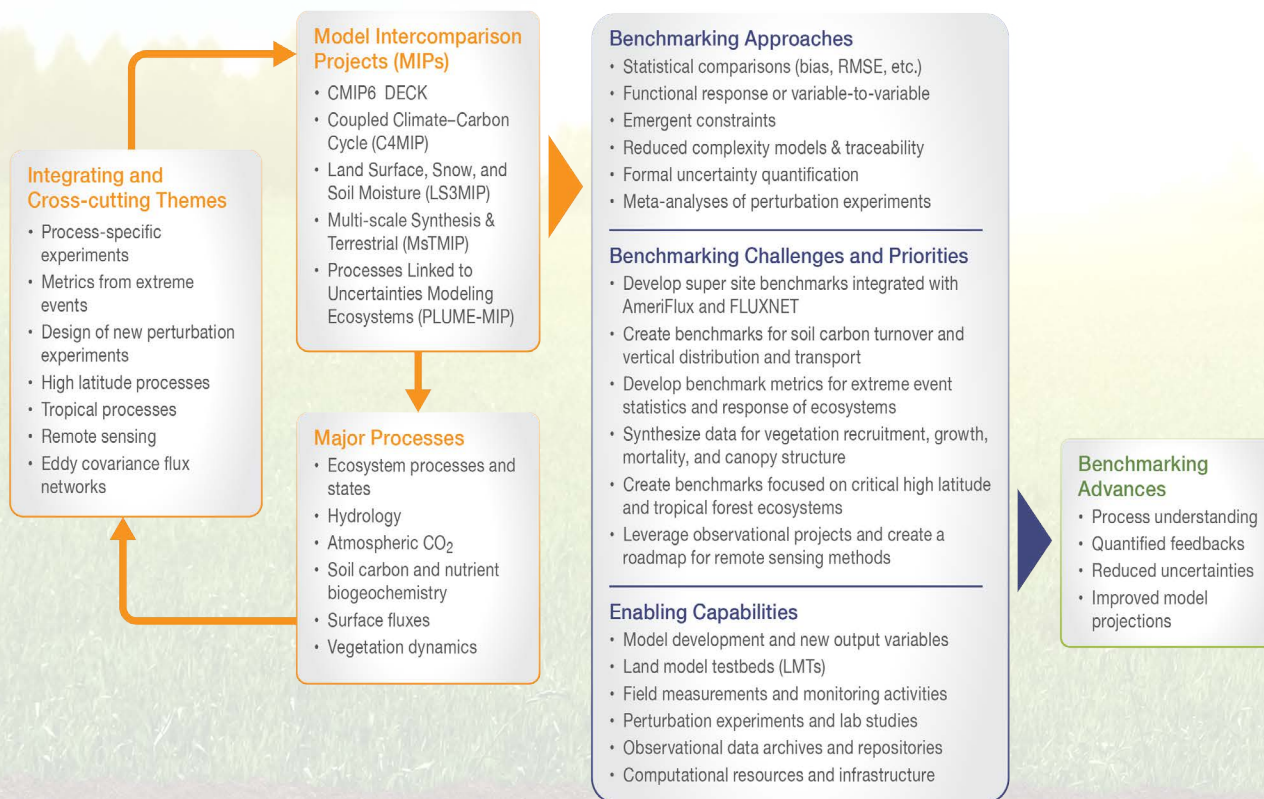 Integrating and
Cross-cutting Themes
• Process-specific
experiments
• Metrics from extreme
events
• Design of new perturbation
experiments
• High latitude processes
• Tropical processes
• Remote sensing
• Eddy covariance flux
networks
Model Intercomparison
Projects (MIPs)
• CMIP6 DECK
• Coupled Climate–Carbon
Cycle (C4MIP)
• Land Surface, Snow, and
Soil Moisture (LS3MIP)
• Multi-scale Synthesis &
Terrestrial (MsTMIP)
• Processes Linked to
Uncertainties Modeling
Ecosystems (PLUME-MIP)
Major Processes
• Ecosystem processes and
states
• Hydrology
• Atmospheric CO₂
• Soil carbon and nutrient
biogeochemistry
• Surface fluxes
• Vegetation dynamics
Benchmarking Approaches
• Statistical comparisons (bias, RMSE, etc.)
• Functional response or variable-to-variable
• Emergent constraints
• Reduced complexity models & traceability
• Formal uncertainty quantification
• Meta-analyses of perturbation experiments
Benchmarking Challenges and Priorities
• Develop super site benchmarks integrated with
AmeriFlux and FLUXNET
• Create benchmarks for soil carbon turnover and
vertical distribution and transport
• Develop benchmark metrics for extreme event
statistics and response of ecosystems
• Synthesize data for vegetation recruitment, growth,
mortality, and canopy structure
• Create benchmarks focused on critical high latitude
and tropical forest ecosystems
• Leverage observational projects and create a
roadmap for remote sensing methods
Enabling Capabilities
• Model development and new output variables
• Land model testbeds (LMTs)
• Field measurements and monitoring activities
• Perturbation experiments and lab studies
• Observational data archives and repositories
• Computational resources and infrastructure
Benchmarking
Advances
• Process understanding
• Quantified feedbacks
• Reduced uncertainties
• Improved model
projections